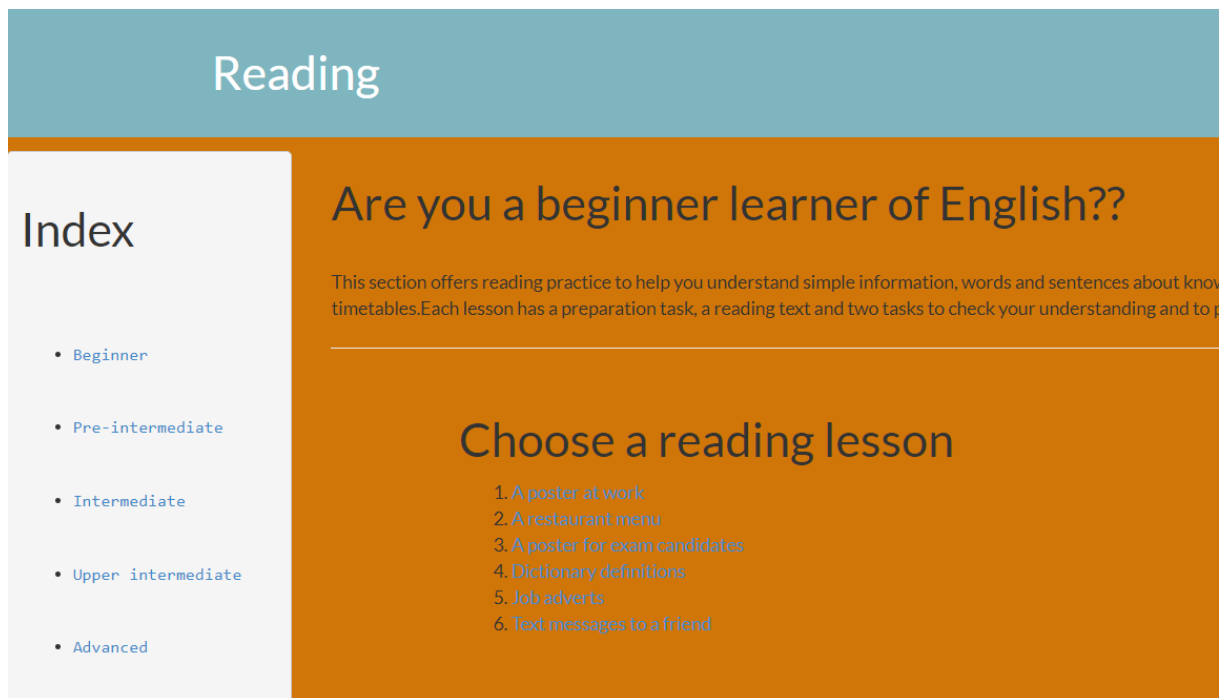 Reading
Index
Beginner
Pre-intermediate
Intermediate
Upper intermediate
Advanced
Are you a beginner learner of English??
This section offers reading practice to help you understand simple information, words and sentences about
timetables.Each lesson has a preparation task, a reading text and two tasks to check your understanding and to
Choose a reading lesson
1. A poster at work
2. A restaurant menu
3. A poster for exam candidates
4. Dictionary definitions
5. Job adverts
6. Text messages to a friend